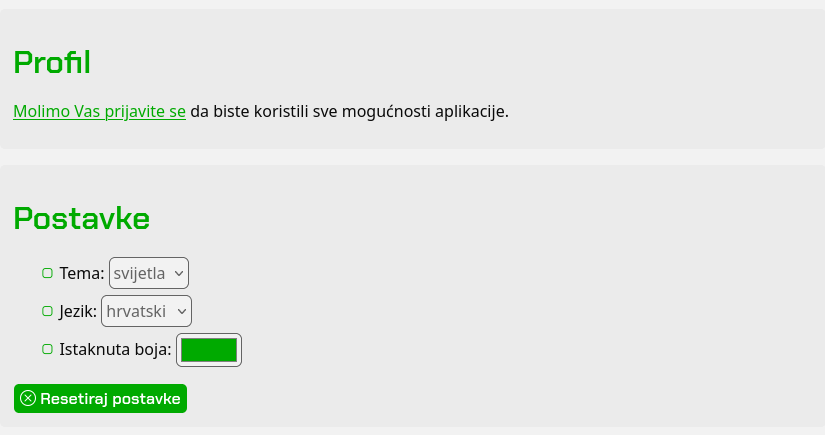 Profil
Molimo Vas prijavite se da biste koristili sve mogućnosti aplikacije.
Postavke
Tema: svijetla
Jezik: hrvatski
Istaknuta boja:
Resetiraj postavke